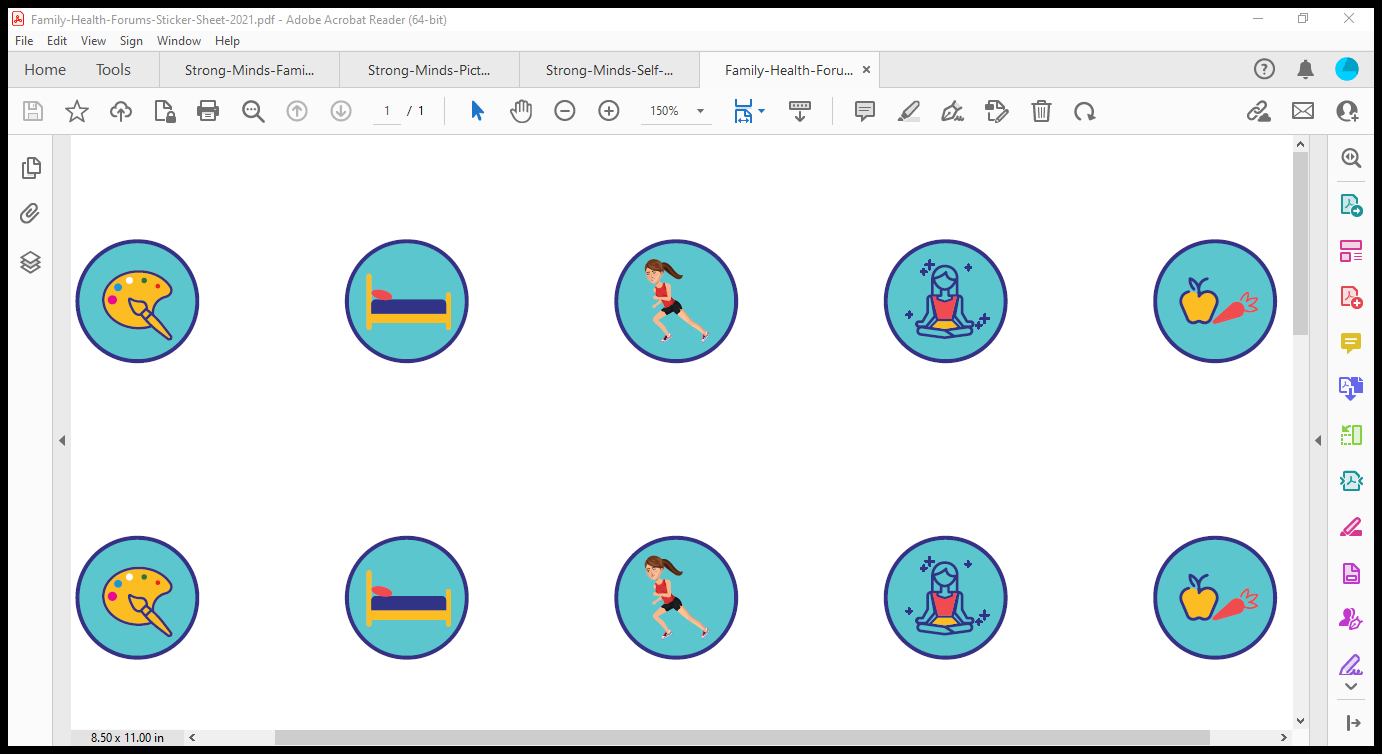 Family-Health-Forums-Sticker-Sheet-2021.pdf - Adobe Acrobat Reader (64-bit)
File Edit View Sign Window Help
Home Tools Strong-Minds-Fami... Strong-Minds-Pict... Strong-Minds-Self-... Family-Health-Foru...
1 / 1 150%
8.50 x 11.00 in